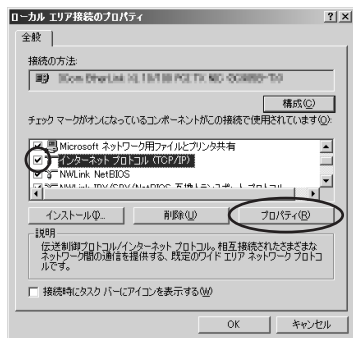 ローカル エリア接続のプロパティ
全般
接続の方法:
構成(C)
チェック マークがオンになっているコンポーネントがこの接続で使用されています(O):
Microsoft ネットワーク用ファイルとプリンタ共有
インターネット プロトコル (TCP/IP)
NWLink NetBIOS
インストール(I)... 削除(U) プロパティ(R)
説明
伝送制御プロトコル/インターネット プロトコル。相互接続されたさまざまな
ネットワーク間の通信を提供する、既定のワイド エリア ネットワーク プロトコ
ルです。
接続時にタスク バーにアイコンを表示する(W)
OK キャンセル